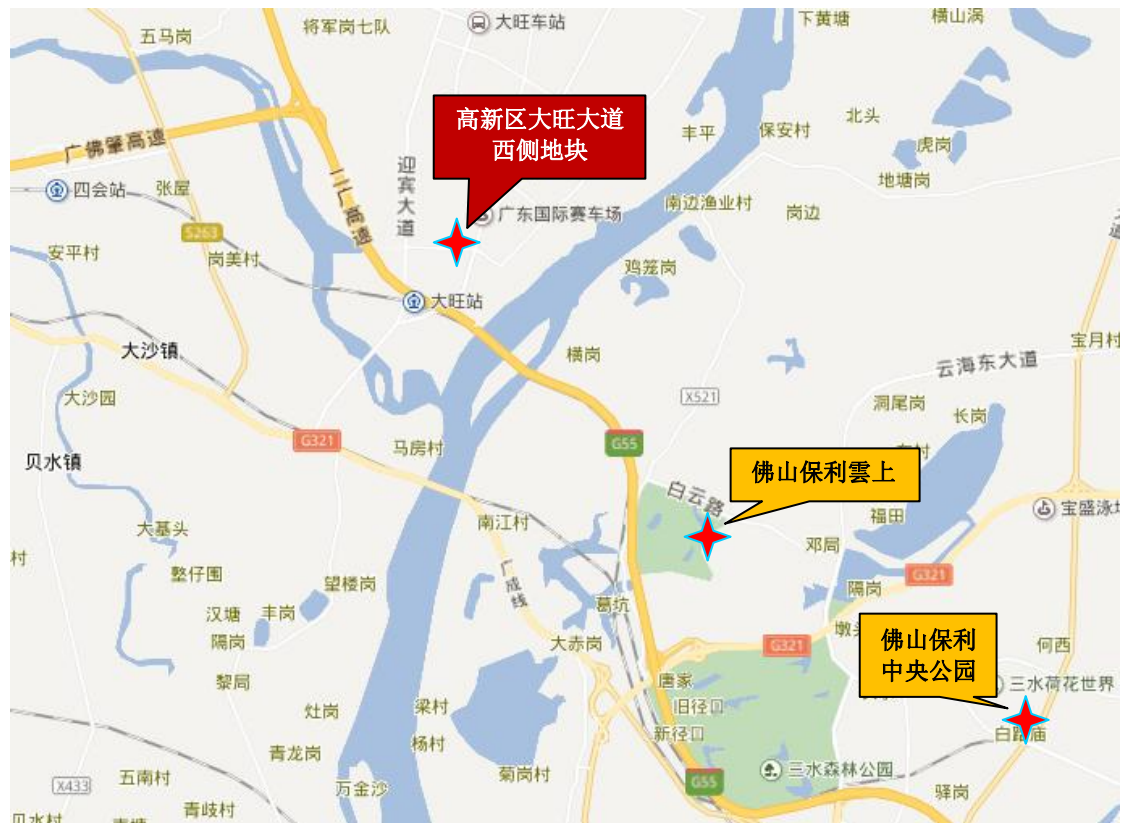 将军岗七队
大旺车站
下黄塘
横山涡
五马岗
高新区大旺大道
西侧地块
北头
丰平
保安村
虎岗
广佛肇高速
迎宾大道
地塘岗
四会站
张屋
二广高速
南边渔业村
岗边
广东国际赛车场
S263
安平村
岗美村
鸡笼岗
大旺站
大沙镇
横岗
宝月村
云海东大道
大沙园
X521
洞尾岗
长岗
G321
马房村
G55
贝水镇
佛山保利雲上
白云路
大基头
南江村
福田
宝盛泳
邓局
村
整仔围
望楼岗
广成线
G321
隔岗
葛坑
汉塘
丰岗
隔岗
大赤岗
G321
墩
佛山保利
中央公园
何西
黎局
唐家
三水荷花世界
灶岗
梁村
旧径口
新径口
白路庙
青龙岗
杨村
菊岗村
三水森林公园
X433
五南村
万金沙
G55
驿岗
青岐村
贝水村